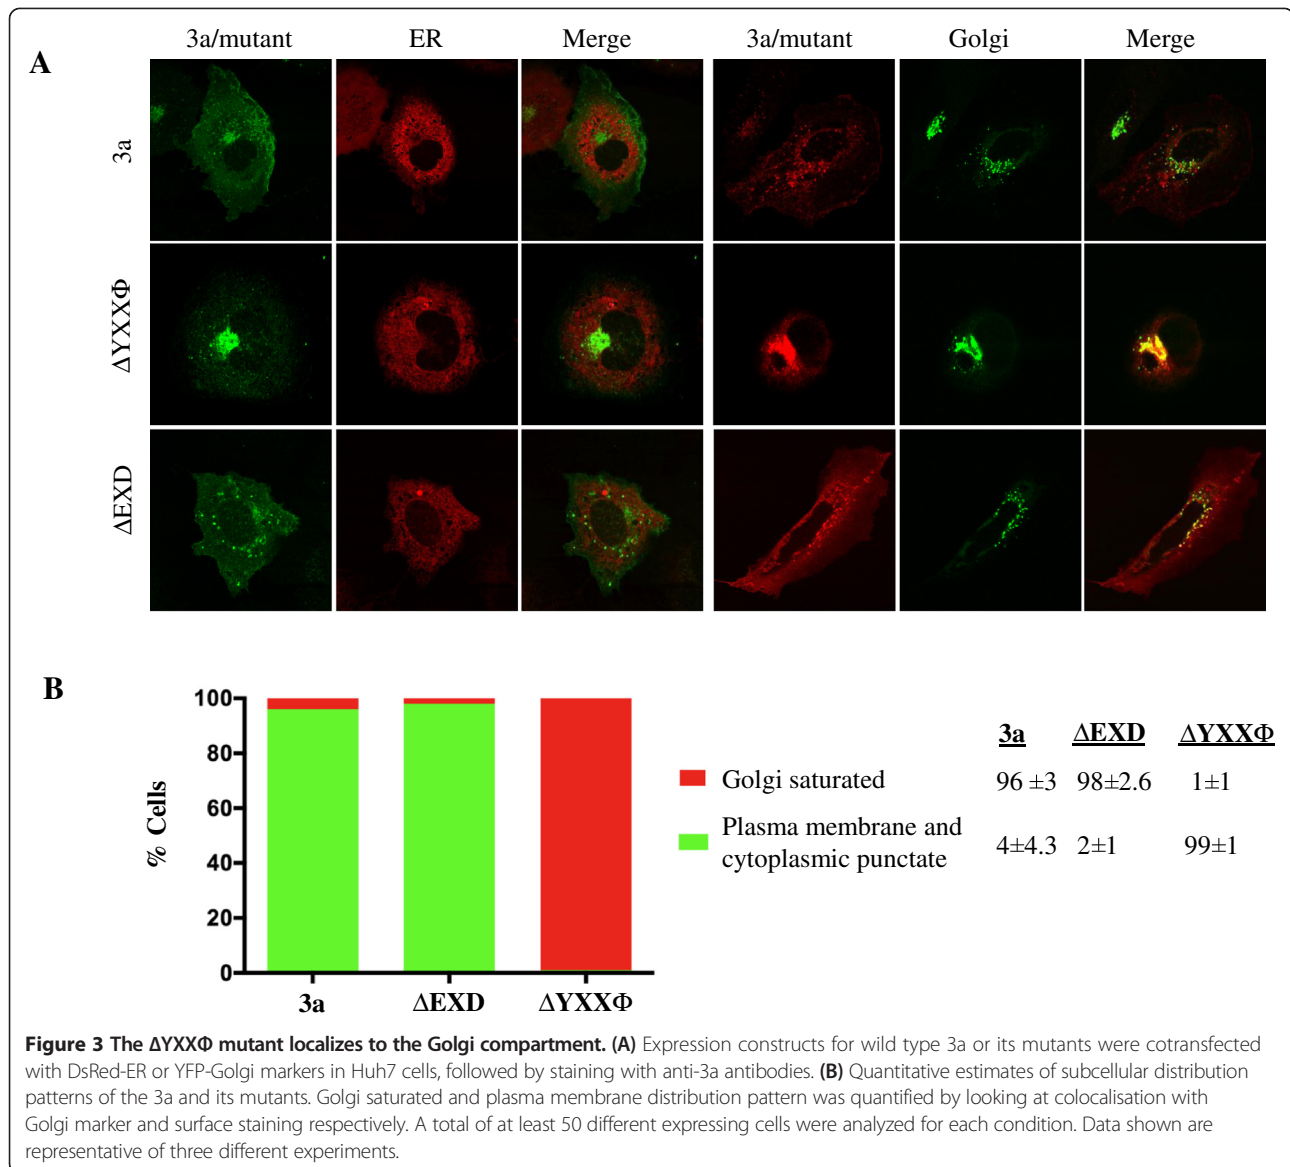 3a/mutant ER Merge 3a/mutant Golgi Merge
A
3a
ΔYXXΦ
ΔEXD
B
% Cells
100
80
60
40
20
0
3a ΔEXD ΔYXXΦ
3a ΔEXD ΔYXXΦ
Golgi saturated 96 ±3 98±2.6 1±1
Plasma membrane and
cytoplasmic punctate 4±4.3 2±1 99±1
Figure 3 The ΔYXXΦ mutant localizes to the Golgi compartment. (A) Expression constructs for wild type 3a or its mutants were cotransfected
with DsRed-ER or YFP-Golgi markers in Huh7 cells, followed by staining with anti-3a antibodies. (B) Quantitative estimates of subcellular distribution
patterns of the 3a and its mutants. Golgi saturated and plasma membrane distribution pattern was quantified by looking at colocalisation with
Golgi marker and surface staining respectively. A total of at least 50 different expressing cells were analyzed for each condition. Data shown are
representative of three different experiments.